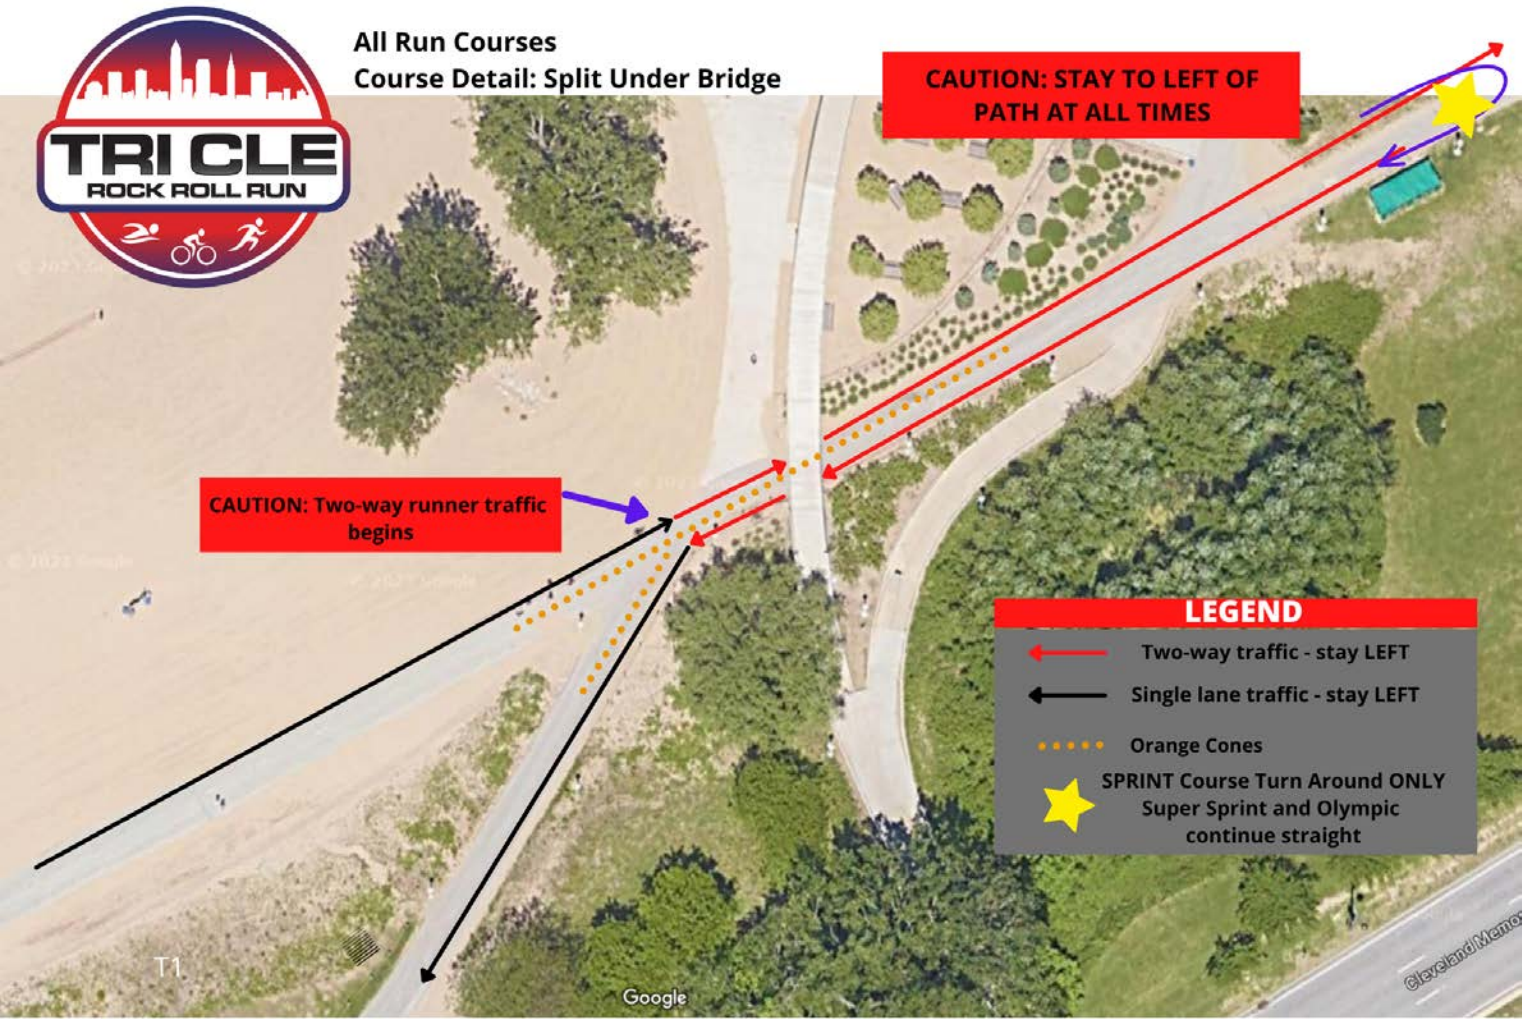 All Run Courses
Course Detail: Split Under Bridge
TRI CLE
ROCK ROLL RUN
CAUTION: STAY TO LEFT OF
PATH AT ALL TIMES
CAUTION: Two-way runner traffic
begins
LEGEND
Two-way traffic - stay LEFT
Single lane traffic - stay LEFT
Orange Cones
SPRINT Course Turn Around ONLY
Super Sprint and Olympic
continue straight
T1
Google
Cleveland Memor